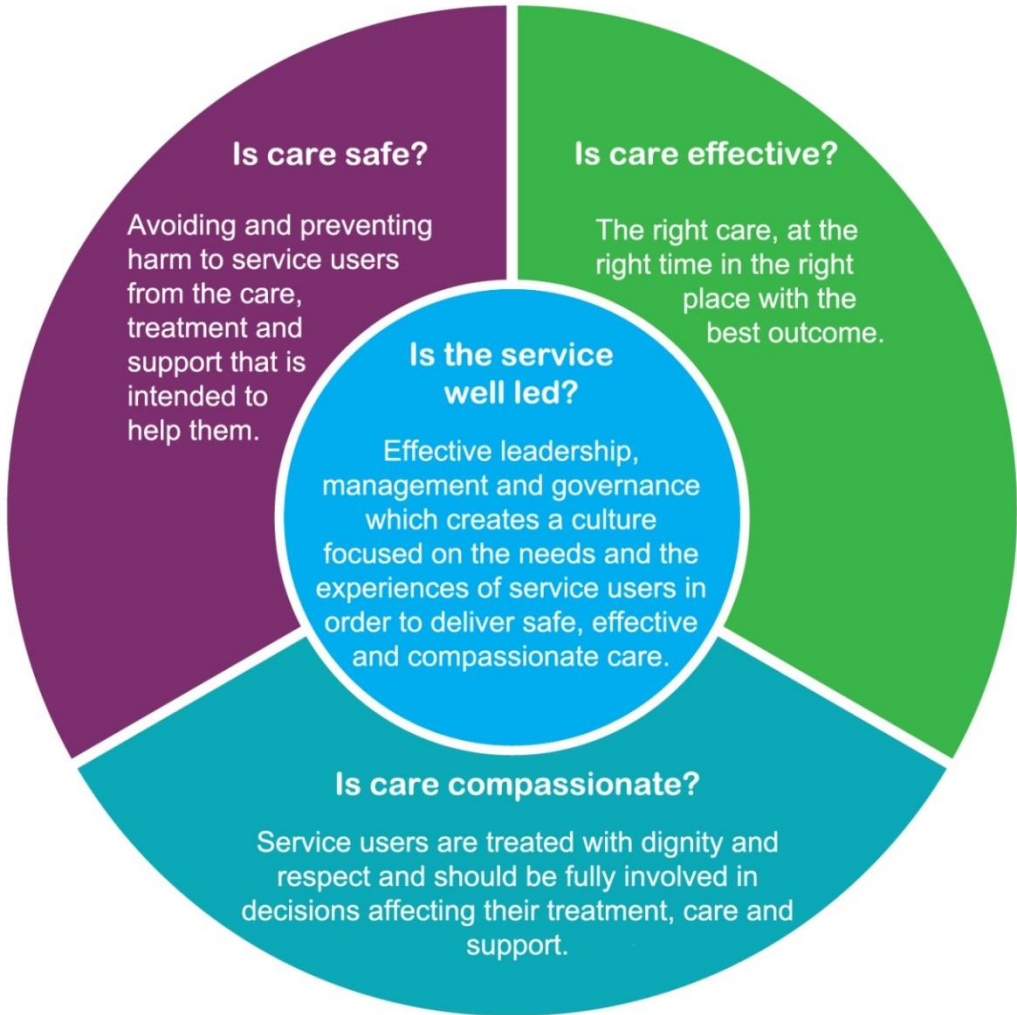 Is care safe?
Avoiding and preventing
harm to service users
from the care,
treatment and
support that is
intended to
help them.
Is care effective?
The right care, at the
right time in the right
place with the
best outcome.
Is the service
well led?
Effective leadership,
management and governance
which creates a culture
focused on the needs and the
experiences of service users in
order to deliver safe, effective
and compassionate care.
Is care compassionate?
Service users are treated with dignity and
respect and should be fully involved in
decisions affecting their treatment, care and
support.